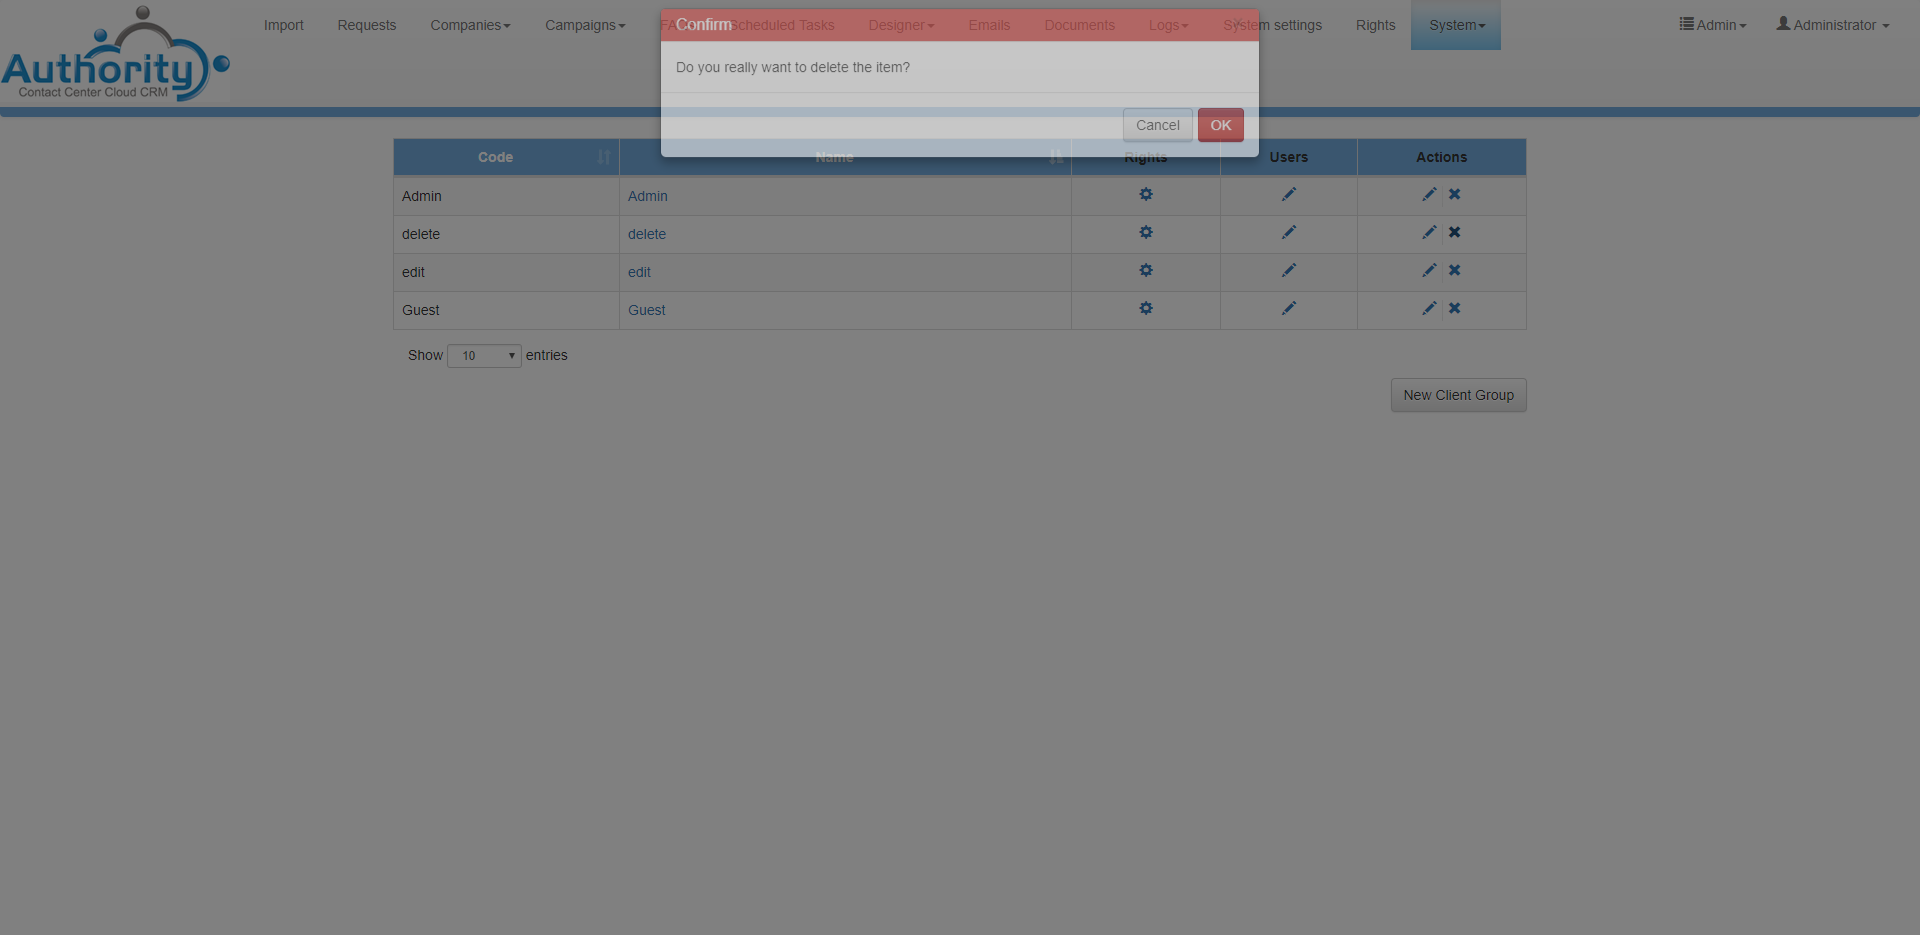 Authority
Contact Center Cloud CRM
Import Requests Companies Campaigns FA Scheduled Tasks Designer Emails Documents Logs System settings Rights System Admin Administrator
Confirm
Do you really want to delete the item?
Cancel OK
Code Name Rights Users Actions
Admin Admin
delete delete
edit edit
Guest Guest
Show 10 entries
New Client Group